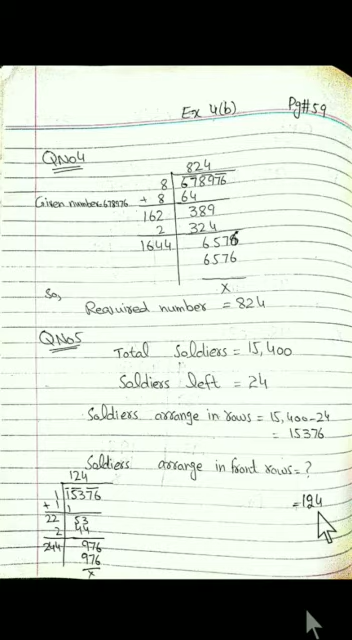 Ex 4(b) Pg#59
QNo4
824
8 678976
Given number=678976 + 8 64
162 389
2 324
1644 6576
6576
x
So,
Required number = 824
QNo5
Total Soldiers = 15,400
Soldiers left = 24
Soldiers arrange in rows = 15,400-24
= 15376
Soldiers arrange in front rows=?
124
1 15376
+ 1 1
=124
22 53
2 44
244 976
976
x